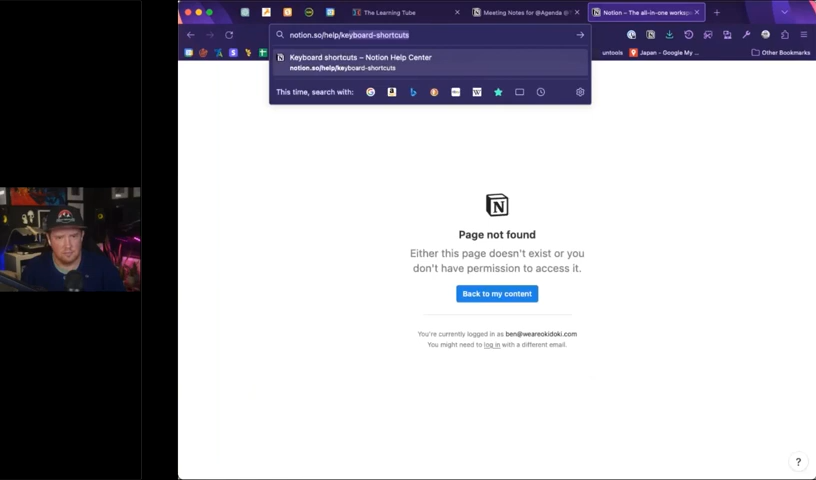 The Learning Tube
Meeting Notes for @Agenda @T
Notion – The all-in-one workspa
notion.so/help/keyboard-shortcuts
untools
Japan - Google My ...
Other Bookmarks
Keyboard shortcuts – Notion Help Center
notion.so/help/keyboard-shortcuts
This time, search with:
Page not found
Either this page doesn't exist or you
don't have permission to access it.
Back to my content
You're currently logged in as ben@weareokidoki.com
You might need to log in with a different email.
?